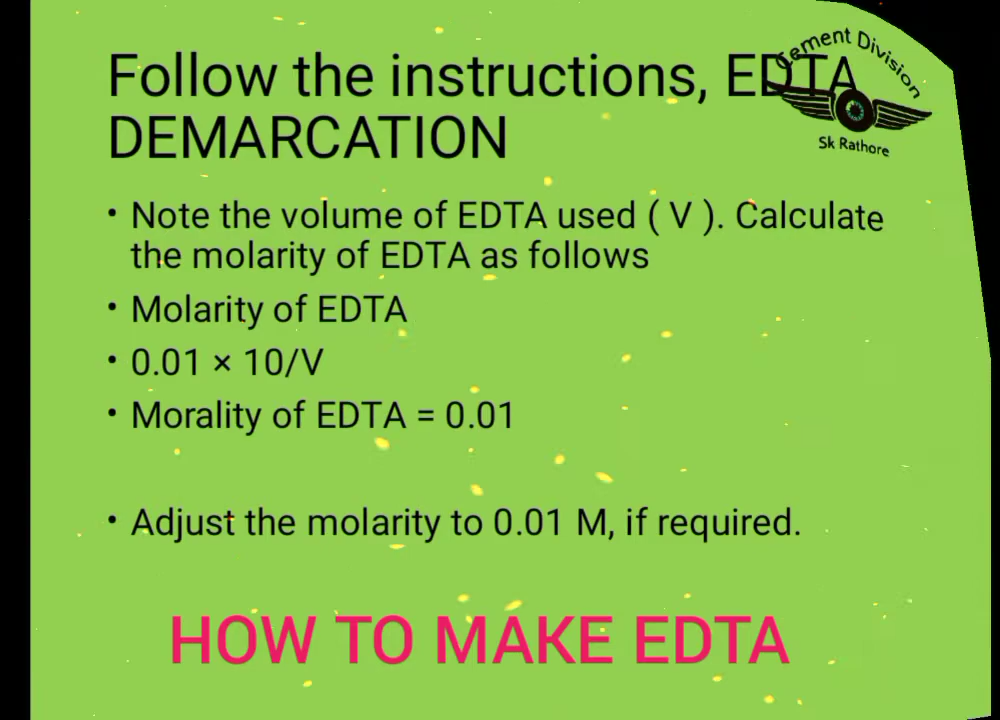 Follow the instructions, EDTA
DEMARCATION
Cement Division
Sk Rathore
• Note the volume of EDTA used ( V ). Calculate
the molarity of EDTA as follows
• Molarity of EDTA
• 0.01 × 10/V
• Morality of EDTA = 0.01
• Adjust the molarity to 0.01 M, if required.
HOW TO MAKE EDTA